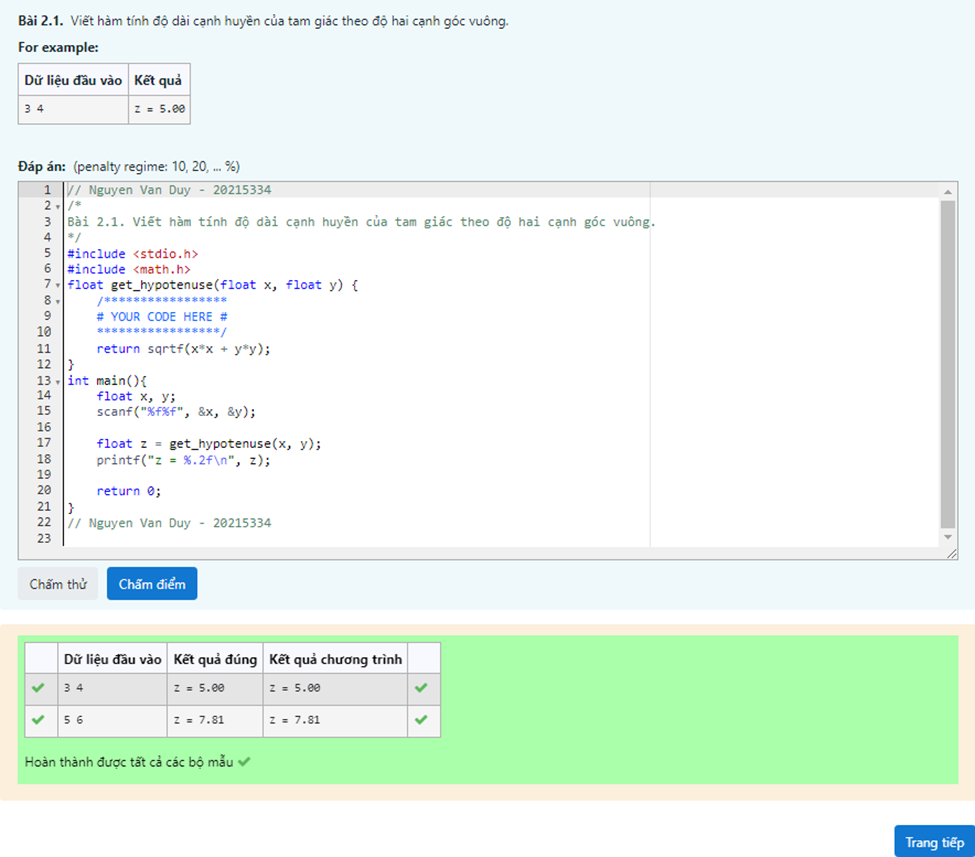 Bài 2.1. Viết hàm tính độ dài cạnh huyền của tam giác theo độ hai cạnh góc vuông.
For example:
Dữ liệu đầu vào Kết quả
3 4 z = 5.00
Đáp án: (penalty regime: 10, 20, ... %)
1 // Nguyen Van Duy - 20215334
2 /*
3 Bài 2.1. Viết hàm tính độ dài cạnh huyền của tam giác theo độ hai cạnh góc vuông.
4 */
5 #include <stdio.h>
6 #include <math.h>
7 float get_hypotenuse(float x, float y) {
8 /*****************
9 # YOUR CODE HERE #
10 *****************/
11 return sqrtf(x*x + y*y);
12 }
13 int main(){
14 float x, y;
15 scanf("%f%f", &x, &y);
16
17 float z = get_hypotenuse(x, y);
18 printf("z = %.2f\n", z);
19
20 return 0;
21 }
22 // Nguyen Van Duy - 20215334
23
Chấm thử Chấm điểm
Dữ liệu đầu vào Kết quả đúng Kết quả chương trình
3 4 z = 5.00 z = 5.00
5 6 z = 7.81 z = 7.81
Hoàn thành được tất cả các bộ mẫu
Trang tiếp